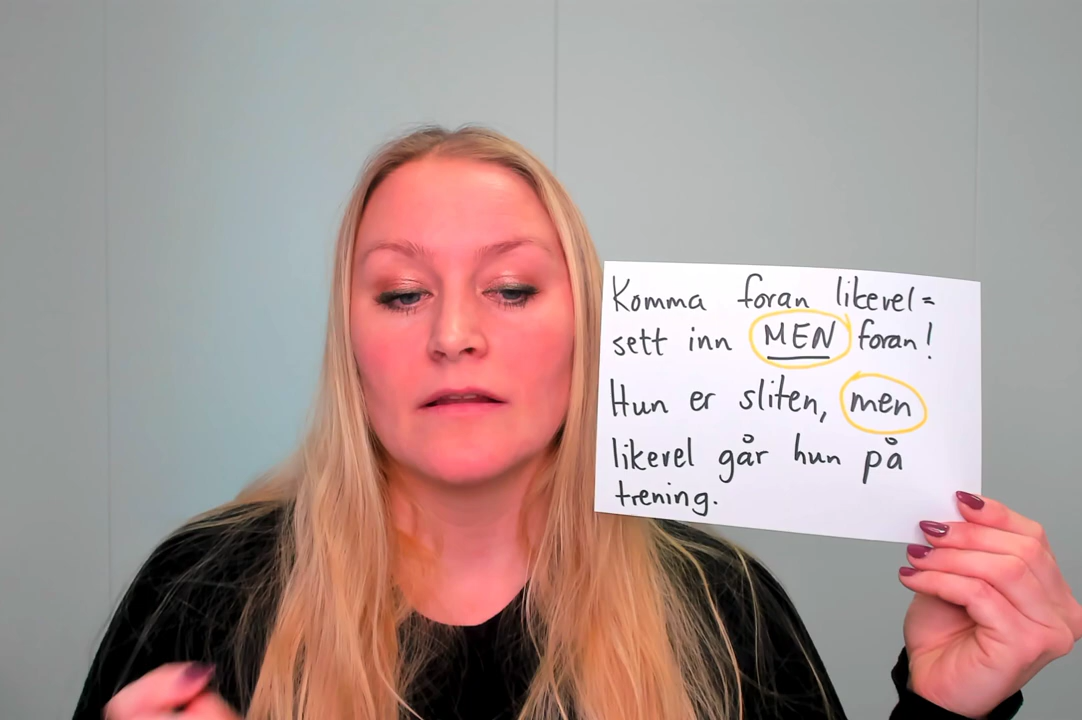 Komma foran likevel =
sett inn MEN foran!
Hun er sliten, men
likevel går hun på
trening.